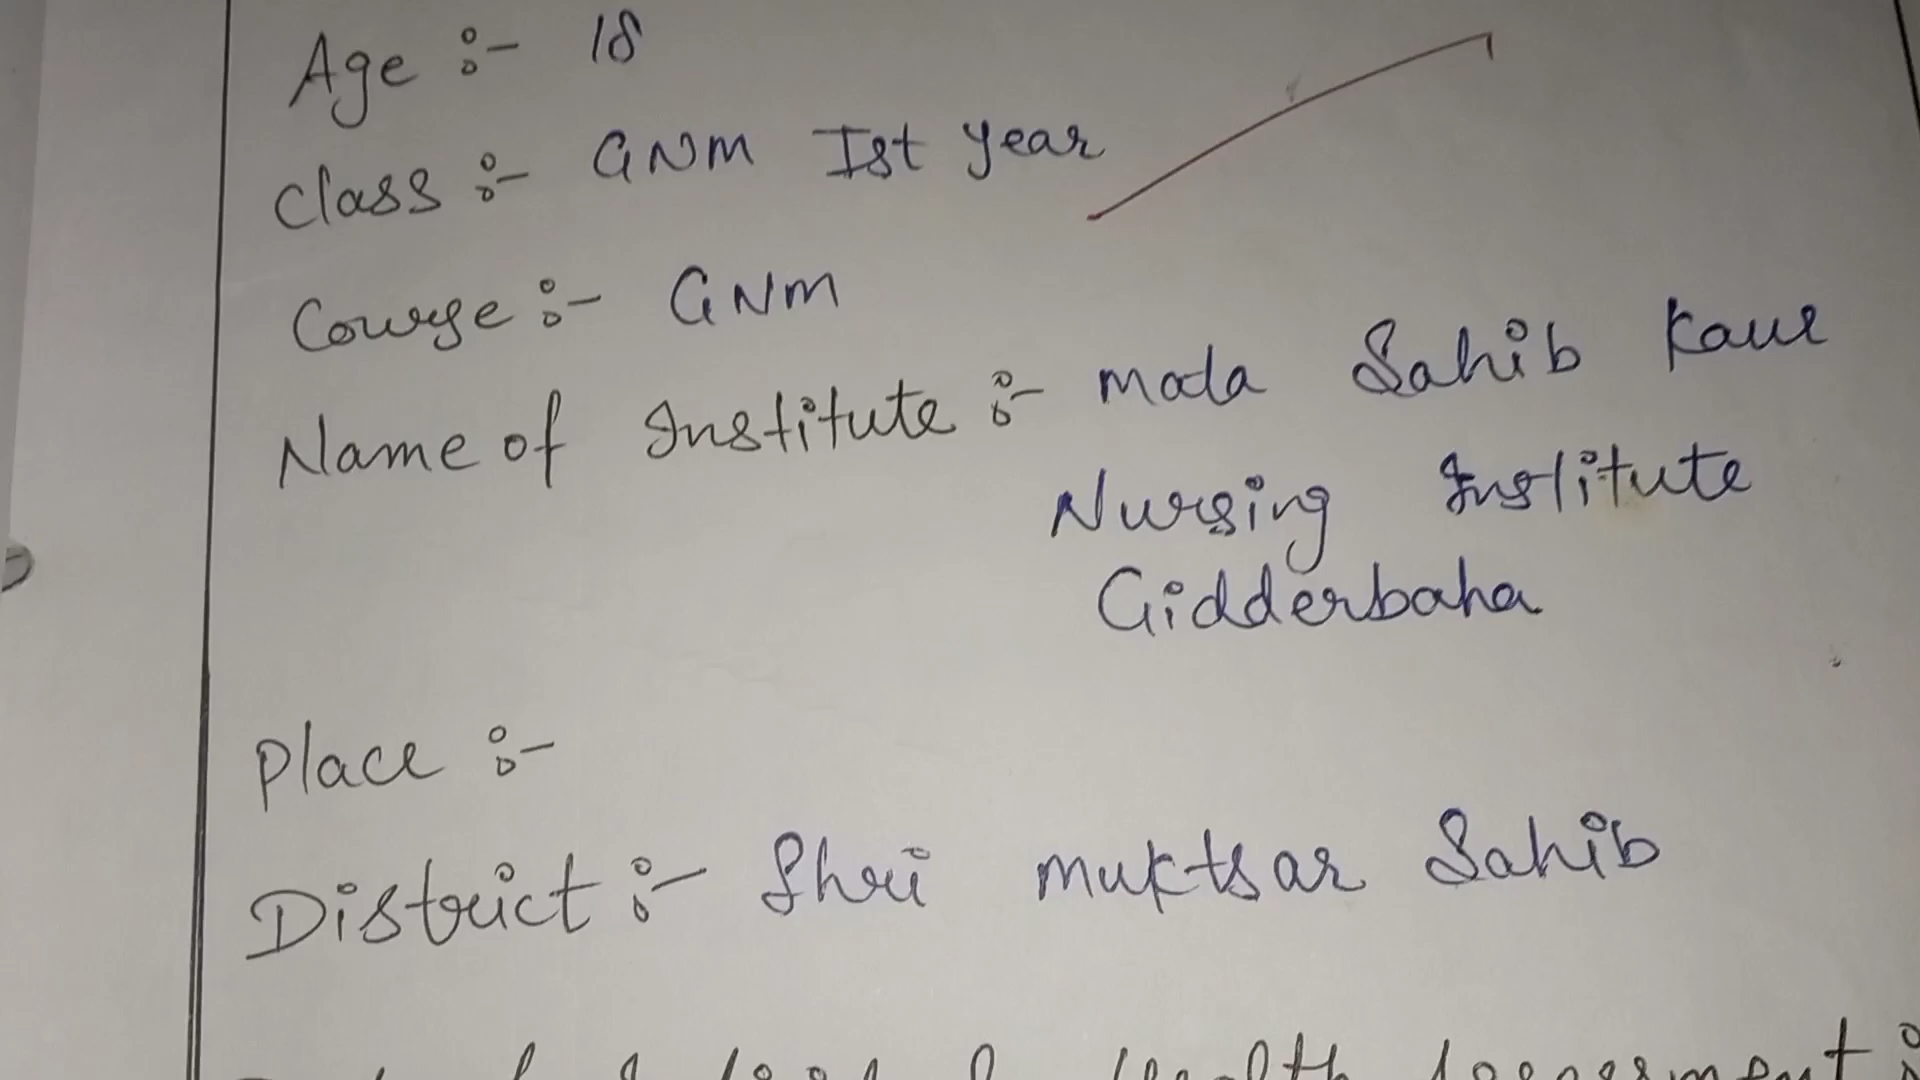 Age :- 18
Class :- GNM Ist year
Course :- GNM
Name of Institute :- mata Sahib Kaur
Nursing Institute
Gidderbaha
Place :-
District :- Shri muktsar Sahib